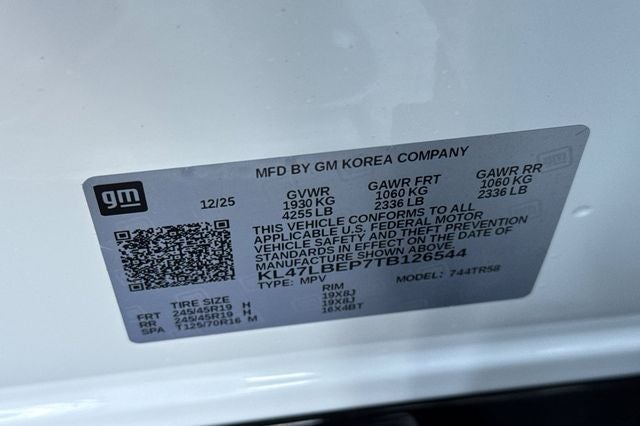 MFD BY GM KOREA COMPANY
gm
12/25
GVWR GAWR FRT GAWR RR
1930 KG 1060 KG 1060 KG
4255 LB 2336 LB 2336 LB
THIS VEHICLE CONFORMS TO ALL
APPLICABLE U.S. FEDERAL MOTOR
VEHICLE SAFETY AND THEFT PREVENTION
STANDARDS IN EFFECT ON THE DATE OF
MANUFACTURE SHOWN ABOVE.
KL47LBEP7TB126544
TYPE: MPV MODEL: 744TR58
TIRE SIZE RIM
FRT 245/45R19 H 19X8J
RR 245/45R19 H 19X8J
SPA T125/70R16 M 16X4BT